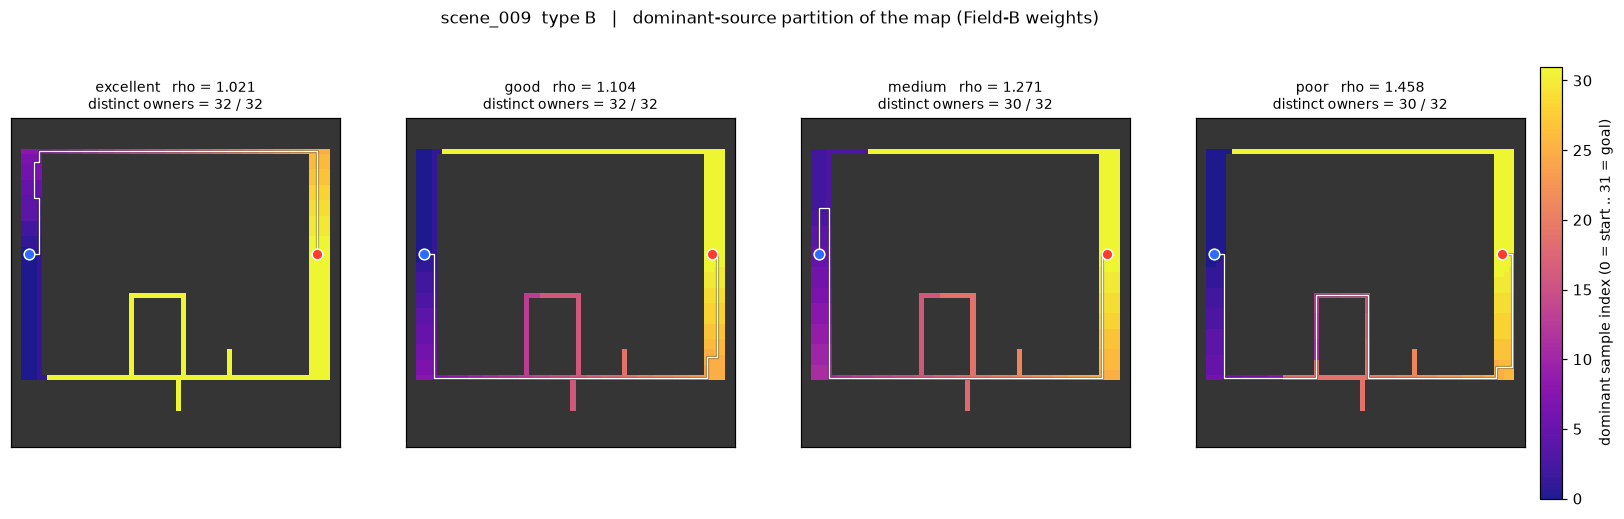 scene_009  type B   |   dominant-source partition of the map (Field-B weights)
excellent   rho = 1.021
distinct owners = 32 / 32
good   rho = 1.104
distinct owners = 32 / 32
medium   rho = 1.271
distinct owners = 30 / 32
poor   rho = 1.458
distinct owners = 30 / 32
30
25
20
15
10
5
0
dominant sample index (0 = start .. 31 = goal)